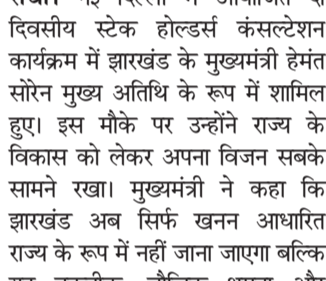 दिवसीय स्टेक होल्डर्स कंसल्टेशन
कार्यक्रम में झारखंड के मुख्यमंत्री हेमंत
सोरेन मुख्य अतिथि के रूप में शामिल
हुए। इस मौके पर उन्होंने राज्य के
विकास को लेकर अपना विजन सबके
सामने रखा। मुख्यमंत्री ने कहा कि
झारखंड अब सिर्फ खनन आधारित
राज्य के रूप में नहीं जाना जाएगा बल्कि